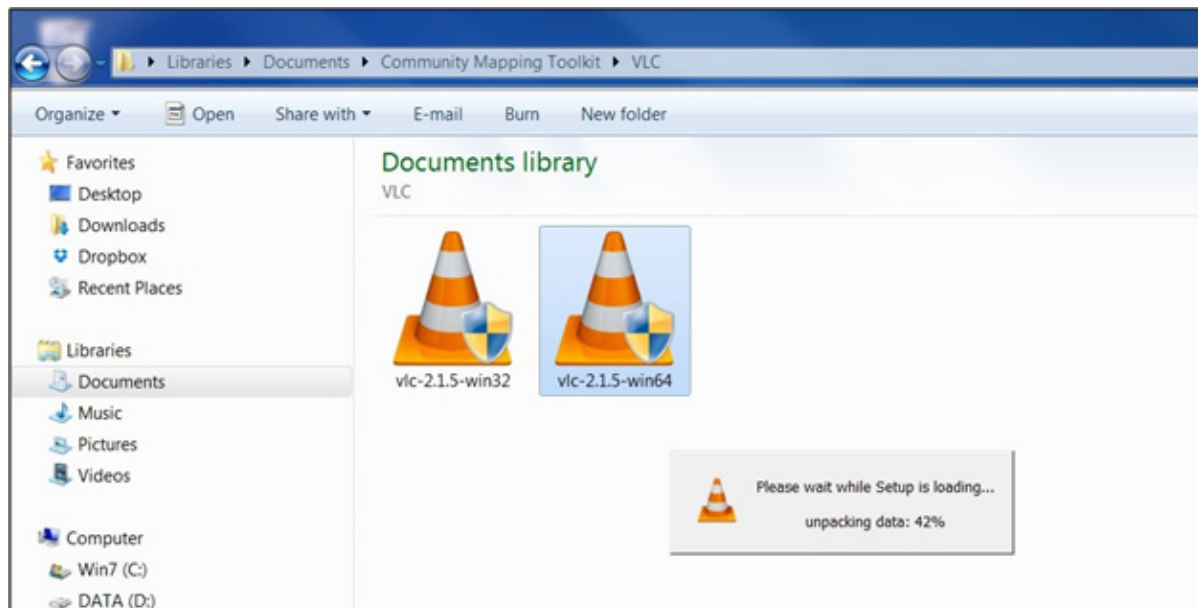 Libraries Documents Community Mapping Toolkit VLC
Organize Open Share with E-mail Burn New folder
Favorites
Desktop
Downloads
Dropbox
Recent Places
Libraries
Documents
Music
Pictures
Videos
Computer
Win7 (C:)
DATA (D:)
Documents library
VLC
vlc-2.1.5-win32
vlc-2.1.5-win64
Please wait while Setup is loading...
unpacking data: 42%